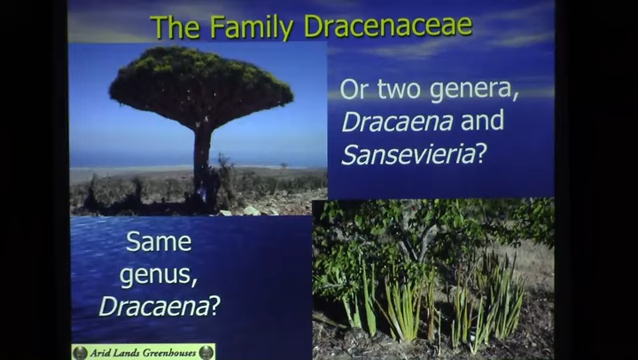 The Family Dracenaceae
Or two genera,
Dracaena and
Sansevieria?
Same
genus,
Dracaena?
Arid Lands Greenhouses